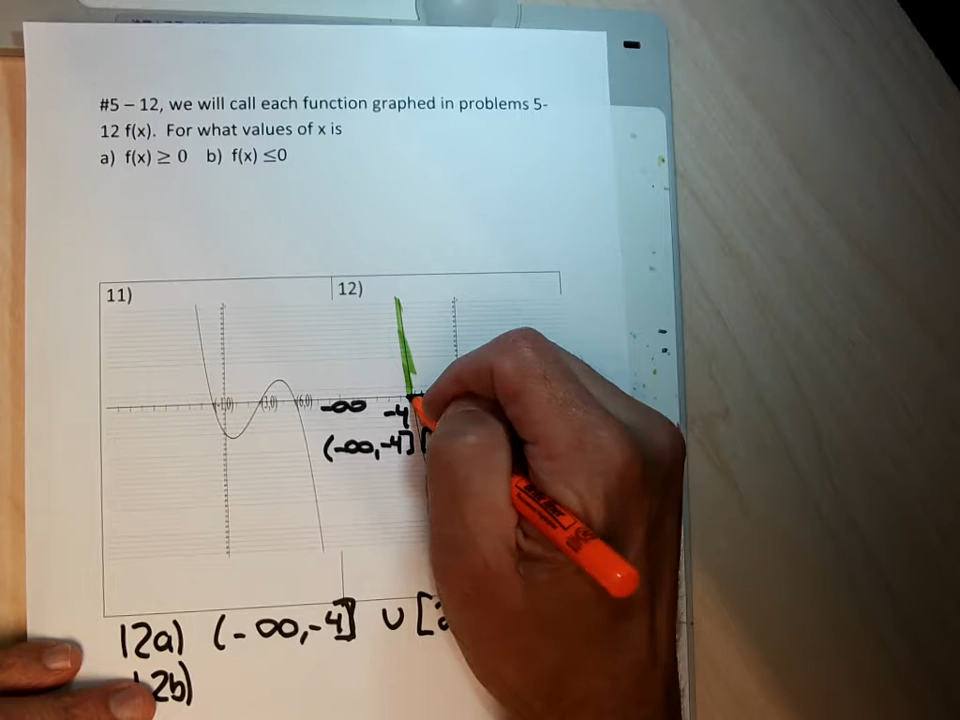 #5 – 12, we will call each function graphed in problems 5-
12 f(x). For what values of x is
a) f(x) ≥ 0 b) f(x) ≤0
11)
12)
(-1,0) (3,0) (6,0)
-∞ -4
(-∞,-4] [
12a) (-∞,-4] ∪ [2
12b)